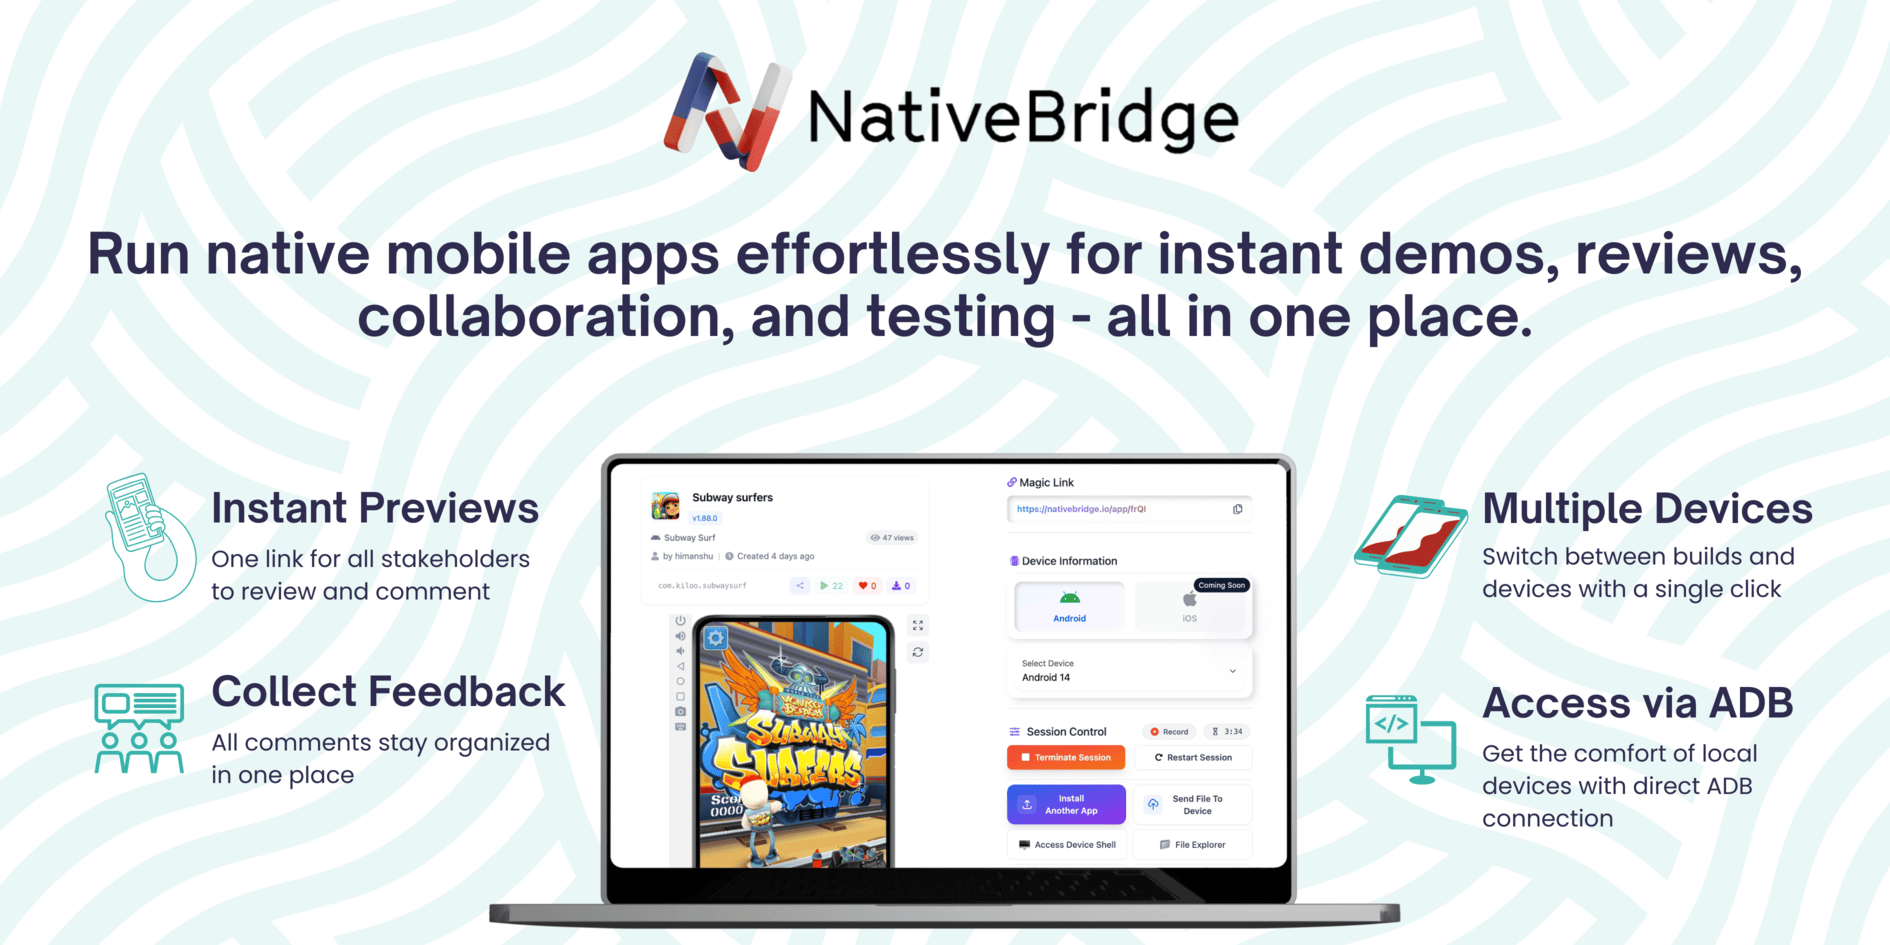 NativeBridge
Run native mobile apps effortlessly for instant demos, reviews,
collaboration, and testing - all in one place.
Instant Previews
One link for all stakeholders
to review and comment
Collect Feedback
All comments stay organized
in one place
Subway surfers
v1.88.0
Subway Surf
47 views
by himanshu | Created 4 days ago
com.kiloo.subwaysurf
22
0
0
SUBWAY
SURFERS
Score
0000
Magic Link
https://nativebridge.io/app/frQl
Device Information
Coming Soon
Android
iOS
Select Device
Android 14
Session Control
Record
3:34
Terminate Session
Restart Session
Install
Another App
Send File To
Device
Access Device Shell
File Explorer
Multiple Devices
Switch between builds and
devices with a single click
</>
Access via ADB
Get the comfort of local
devices with direct ADB
connection